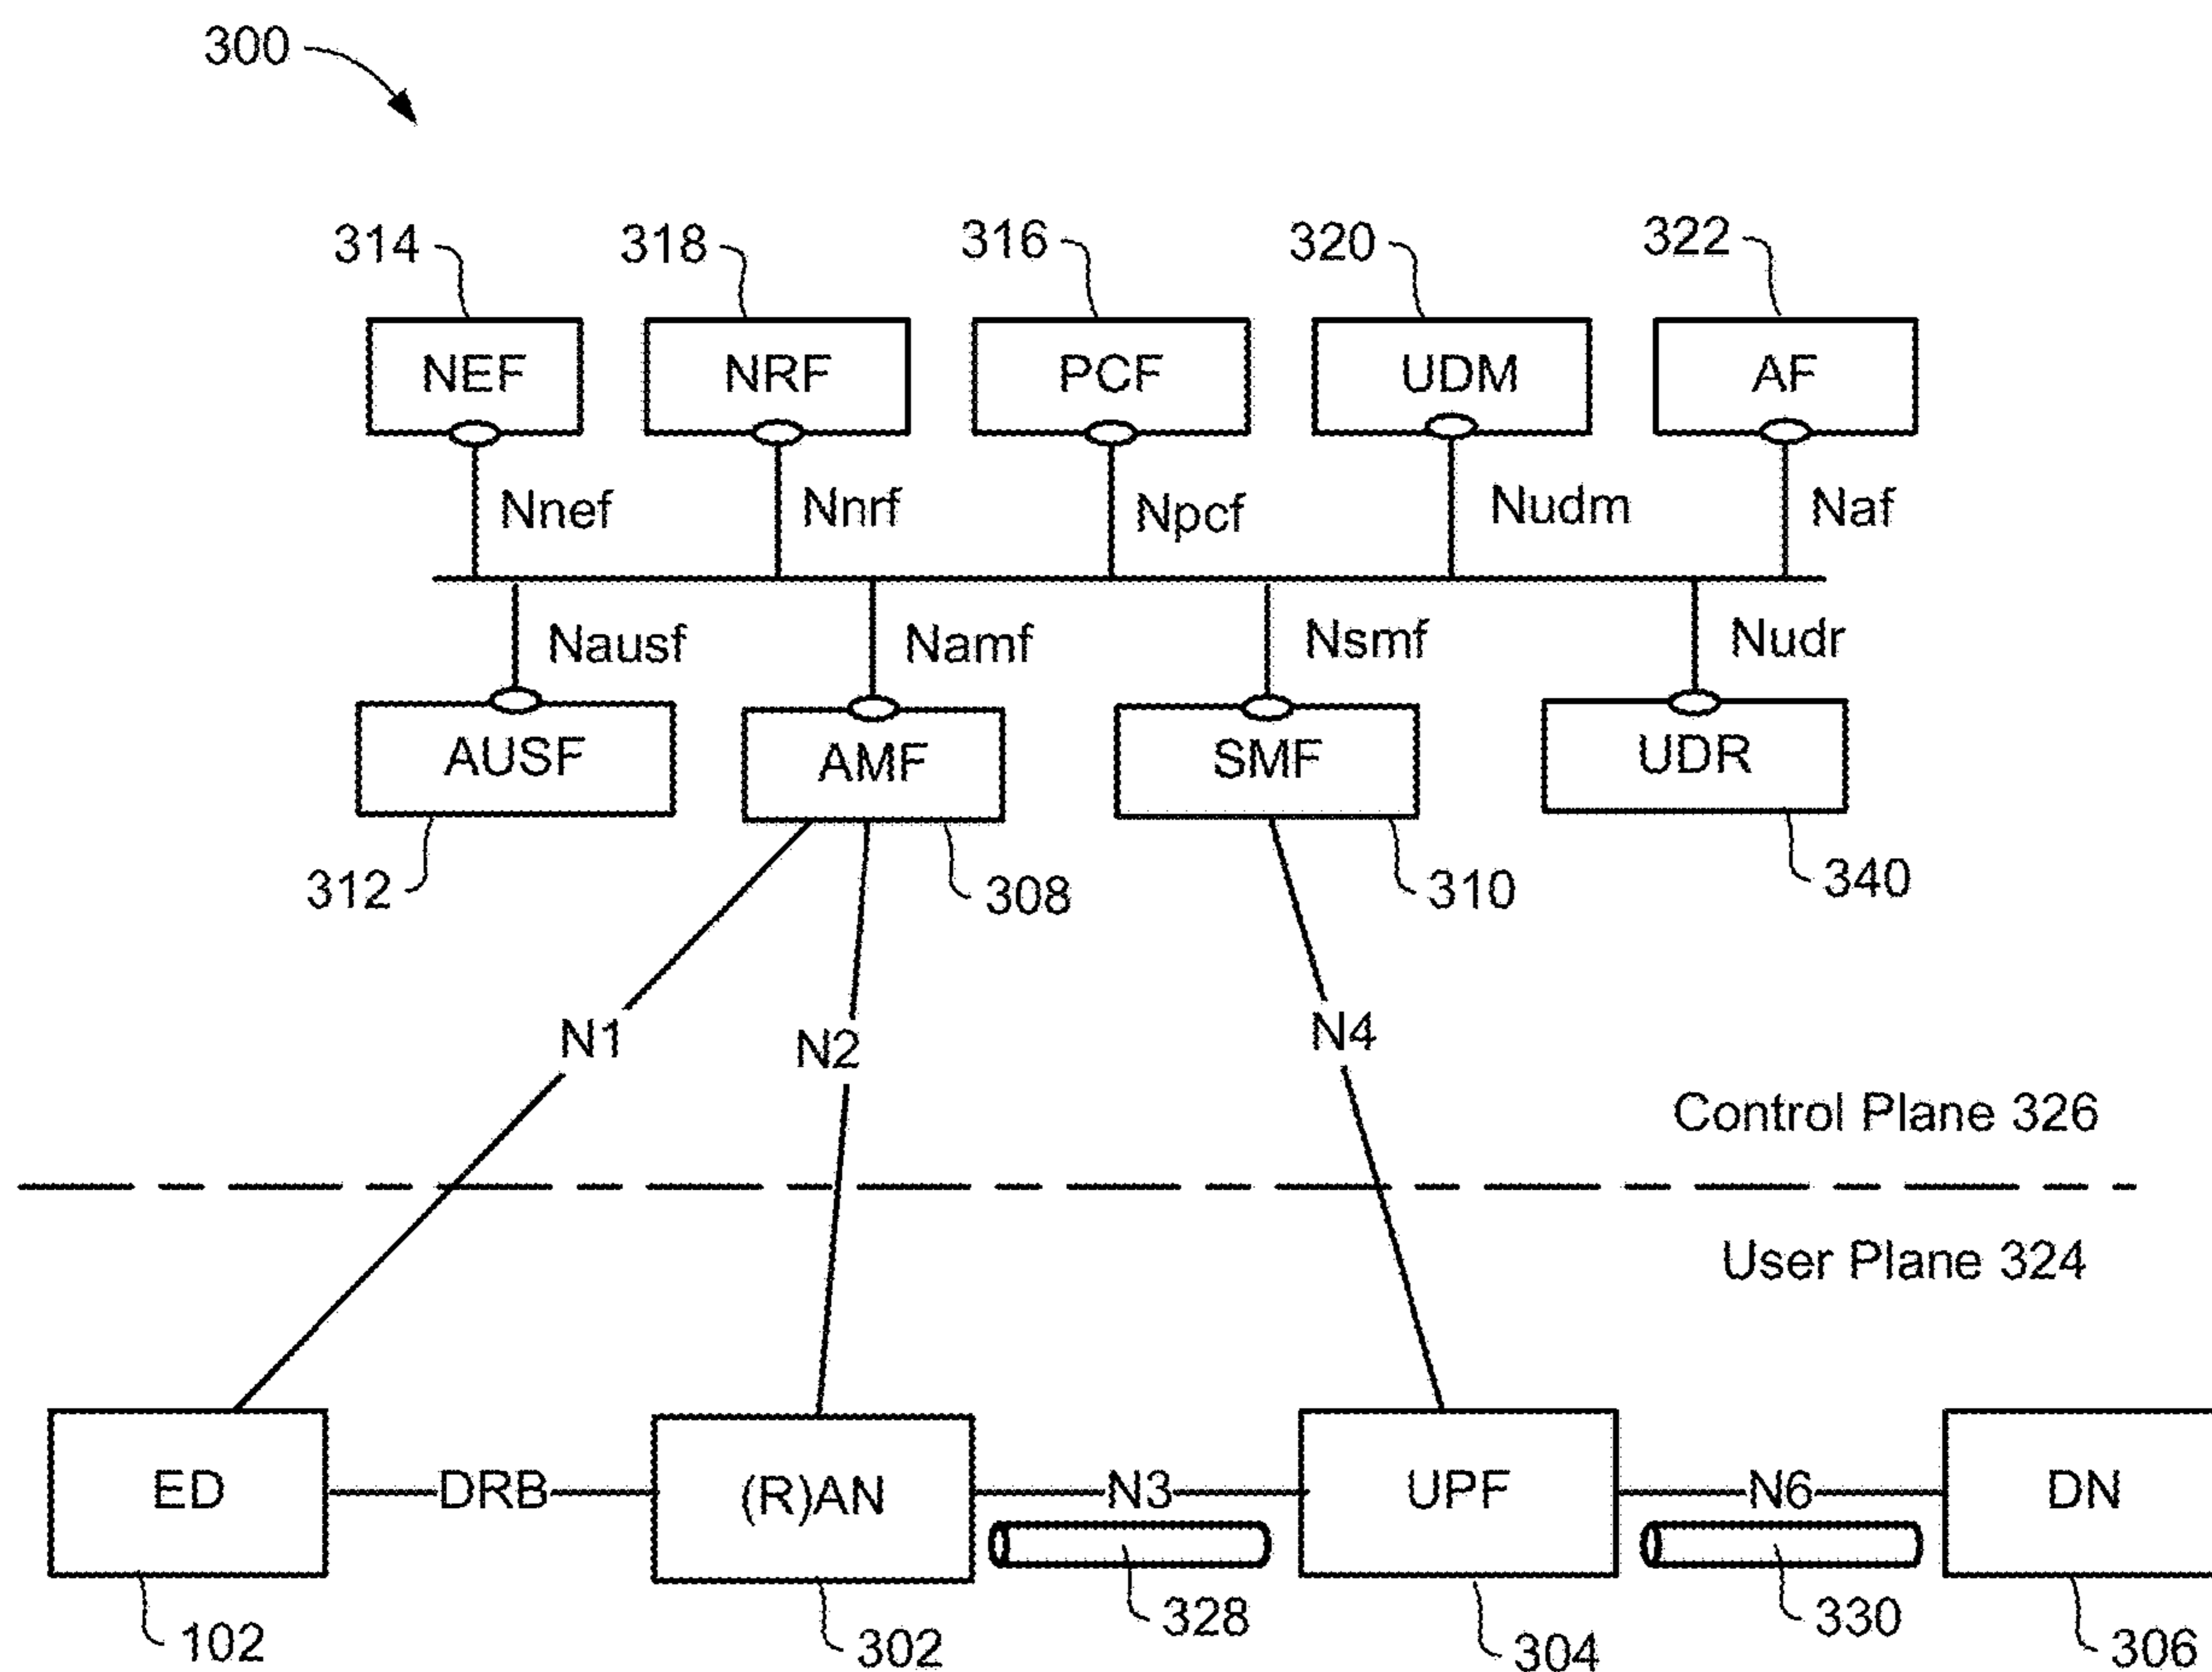 300
314 318 316 320 322
NEF NRF PCF UDM AF
Nnef Nnrf Npcf Nudm Naf
Nausf Namf Nsmf Nudr
AUSF AMF SMF UDR
312 308 310 340
N1 N2 N4
Control Plane 326
User Plane 324
ED DRB (R)AN N3 UPF N6 DN
102 302 328 304 330 306